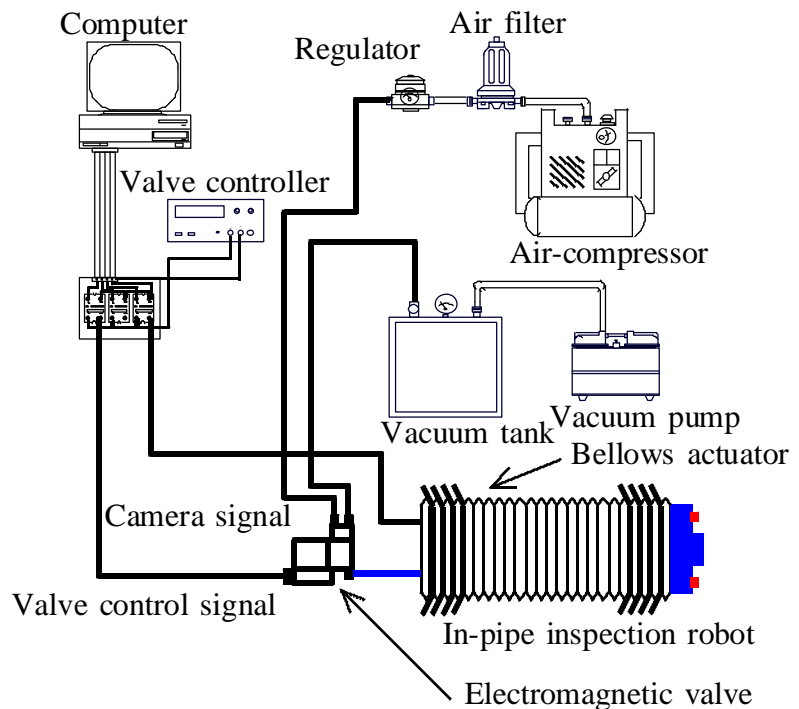 Computer
Regulator
Air filter
Valve controller
Air-compressor
Vacuum tank
Vacuum pump
Bellows actuator
Camera signal
Valve control signal
In-pipe inspection robot
Electromagnetic valve